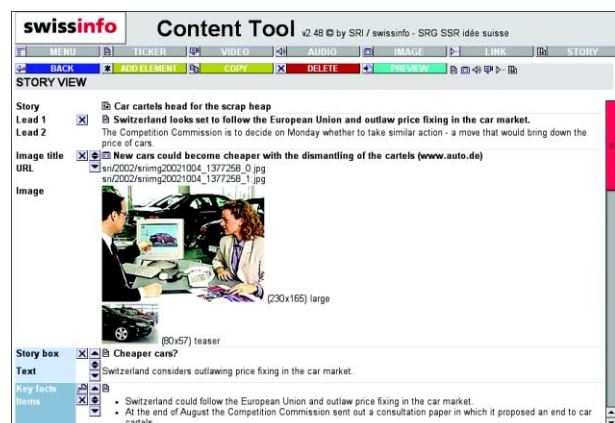 swissinfo Content Tool v2.48 © by SRI / swissinfo - SRG SSR idée suisse
MENU TICKER VIDEO AUDIO IMAGE LINK STORY
BACK ADD ELEMENT COPY DELETE PREVIEW
STORY VIEW
Story Car cartels head for the scrap heap
Lead 1 Switzerland looks set to follow the European Union and outlaw price fixing in the car market.
Lead 2 The Competition Commission is to decide on Monday whether to take similar action - a move that would bring down the
price of cars.
Image title New cars could become cheaper with the dismantling of the cartels (www.auto.de)
URL sri/2002/sriimg20021004_1377258_0.jpg
sri/2002/sriimg20021004_1377258_1.jpg
Image
(230x165) large
(80x57) teaser
Story box Cheaper cars?
Text Switzerland considers outlawing price fixing in the car market.
Key facts
Items • Switzerland could follow the European Union and outlaw price fixing in the car market.
• At the end of August the Competition Commission sent out a consultation paper in which it proposed an end to car
cartels